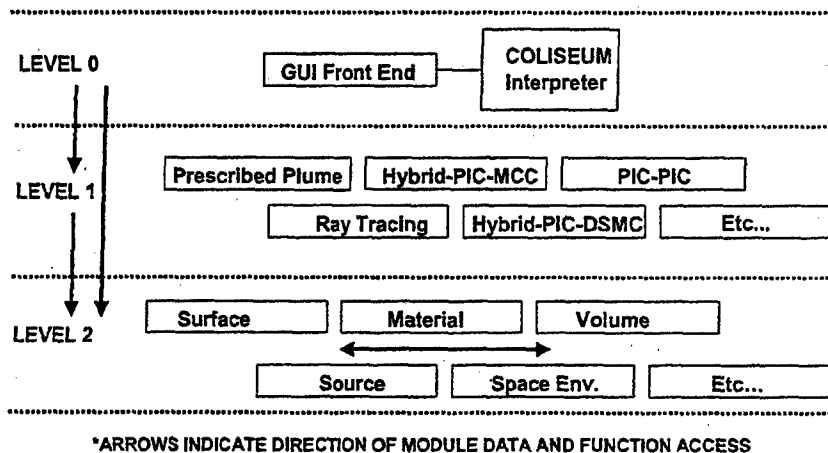 LEVEL 0
GUI Front End
COLISEUM
Interpreter
LEVEL 1
Prescribed Plume
Hybrid-PIC-MCC
PIC-PIC
Ray Tracing
Hybrid-PIC-DSMC
Etc...
LEVEL 2
Surface
Material
Volume
Source
Space Env.
Etc...
*ARROWS INDICATE DIRECTION OF MODULE DATA AND FUNCTION ACCESS